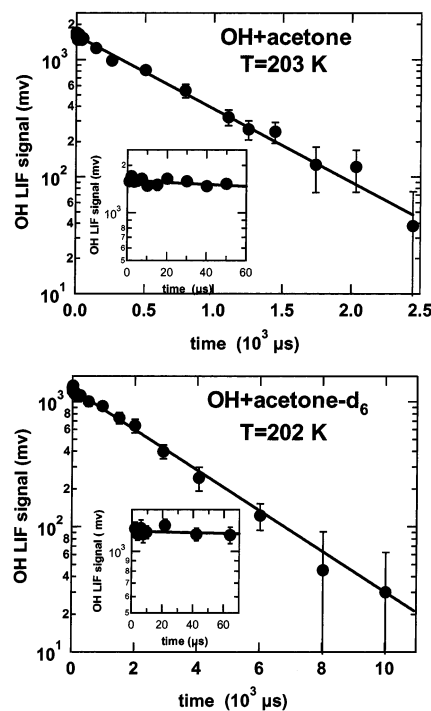 OH+acetone
T=203 K
OH LIF signal (mv)
2
10³
8
6
4
2
10²
8
6
4
2
10¹
OH LIF signal (mv)
2
10³
8
7
6
5
0 20 40 60
time (µs)
0.0 0.5 1.0 1.5 2.0 2.5
time (10³ µs)
OH+acetone-d₆
T=202 K
OH LIF signal (mv)
10³
8
6
4
2
10²
8
6
4
2
10¹
OH LIF signal ( mv)
10³
8
7
6
5
0 20 40 60
time (µs)
0 2 4 6 8 10
time (10³ µs)